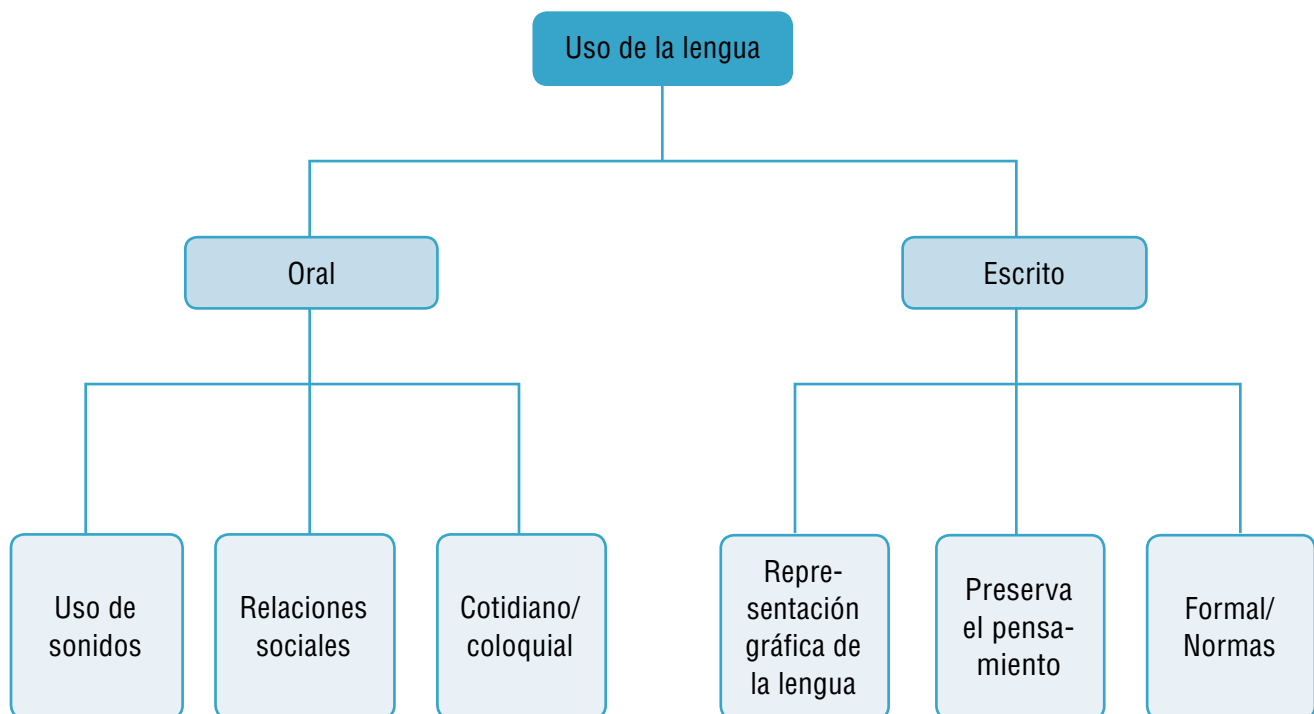 Uso de la lengua
Oral
Escrito
Uso de
sonidos
Relaciones
sociales
Cotidiano/
coloquial
Repre-
sentación
gráfica de
la lengua
Preserva
el pensa-
miento
Formal/
Normas